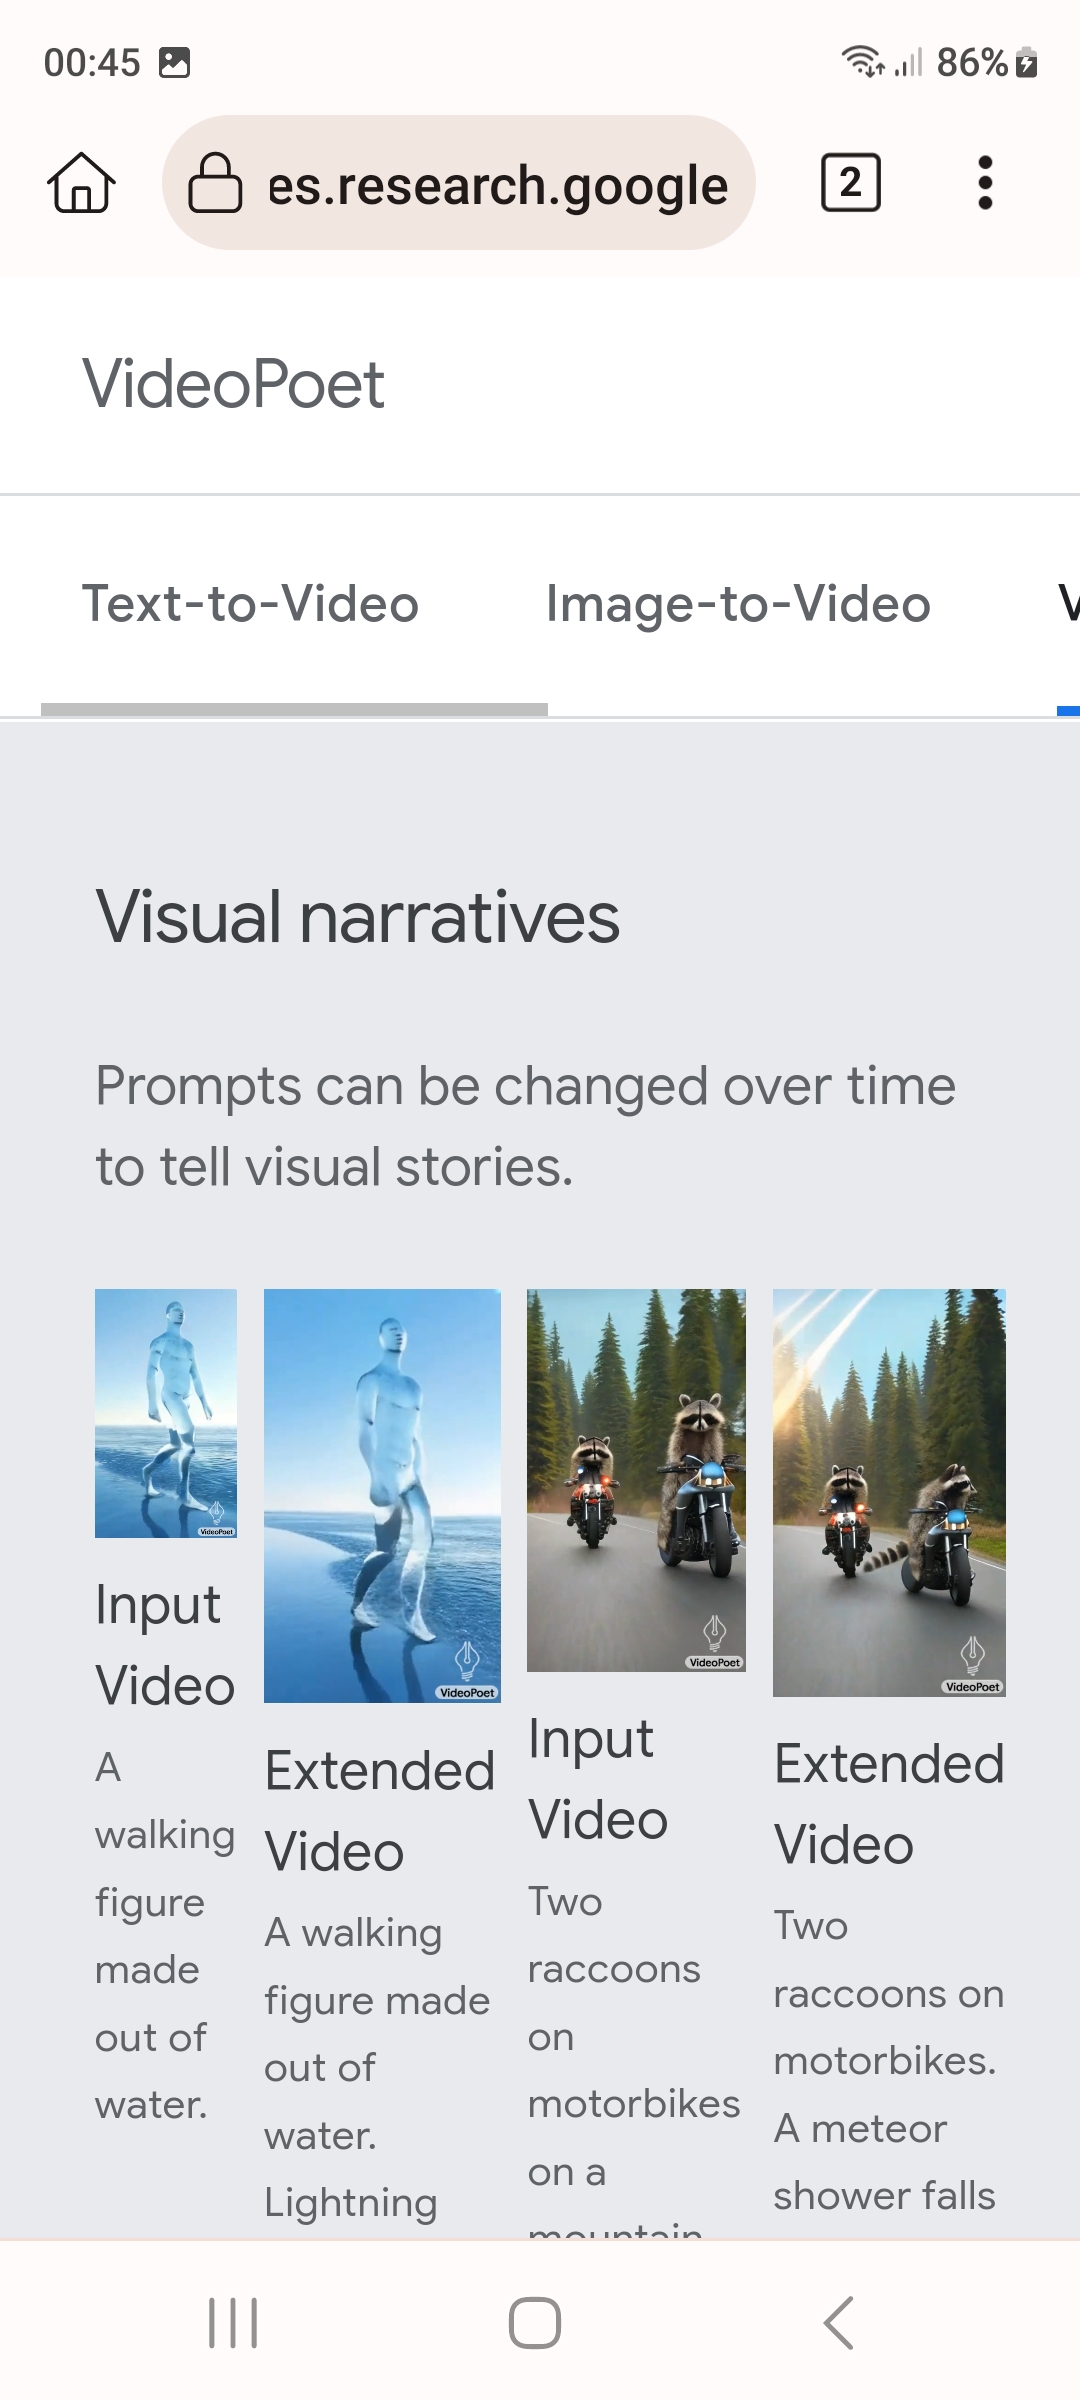 00:45
86%
es.research.google
2
VideoPoet
Text-to-Video
Image-to-Video
Visual narratives
Prompts can be changed over time
to tell visual stories.
VideoPoet
Input
Video
A
walking
figure
made
out of
water.
VideoPoet
Extended
Video
A walking
figure made
out of
water.
Lightning
VideoPoet
Input
Video
Two
raccoons
on
motorbikes
on a
mountain
VideoPoet
Extended
Video
Two
raccoons on
motorbikes.
A meteor
shower falls